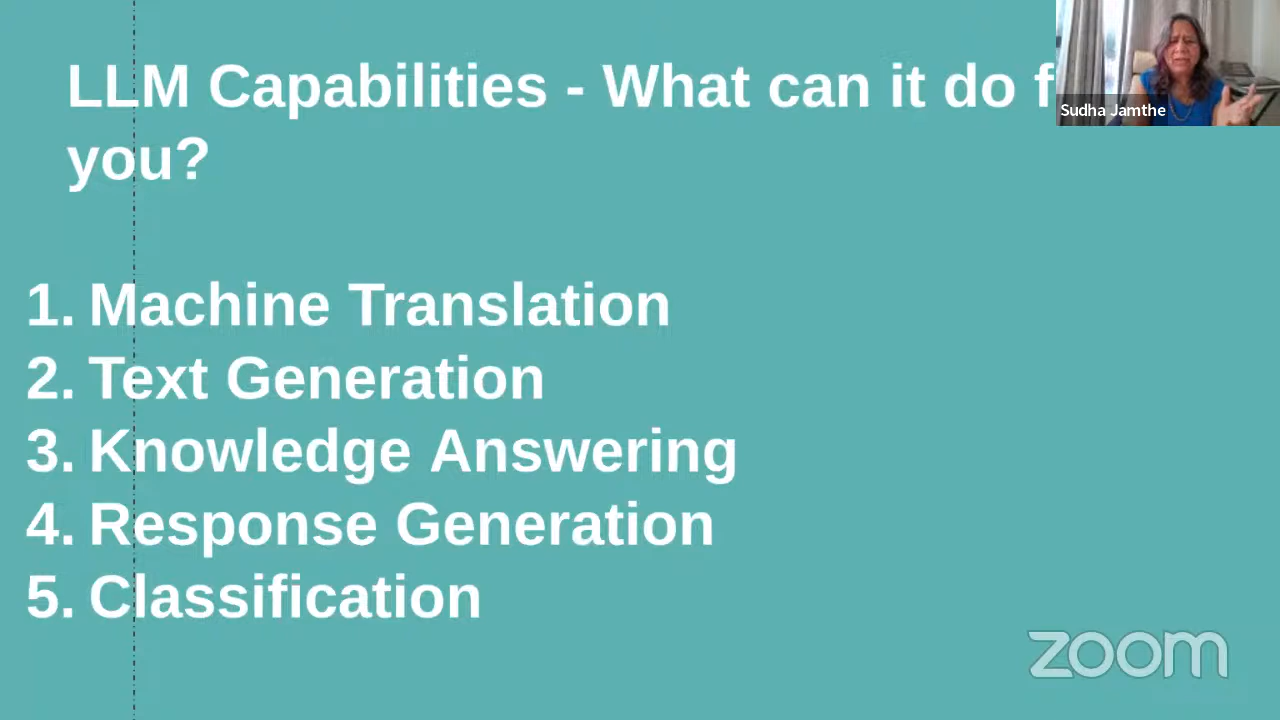 LLM Capabilities - What can it do f
you?
Sudha Jamthe
1. Machine Translation
2. Text Generation
3. Knowledge Answering
4. Response Generation
5. Classification
zoom